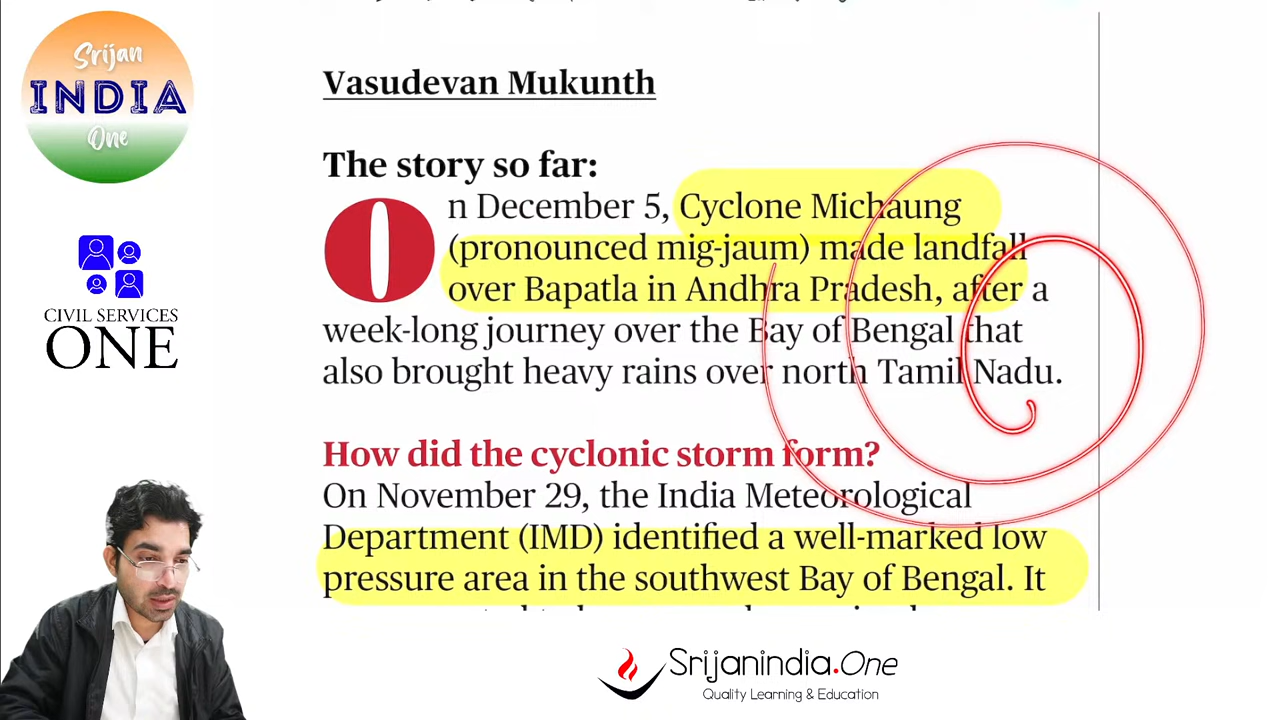 Srijan
INDIA
One
CIVIL SERVICES
ONE
Vasudevan Mukunth
The story so far:
On December 5, Cyclone Michaung
(pronounced mig-jaum) made landfall
over Bapatla in Andhra Pradesh, after a
week-long journey over the Bay of Bengal that
also brought heavy rains over north Tamil Nadu.
How did the cyclonic storm form?
On November 29, the India Meteorological
Department (IMD) identified a well-marked low
pressure area in the southwest Bay of Bengal. It
Srijanindia.One
Quality Learning & Education